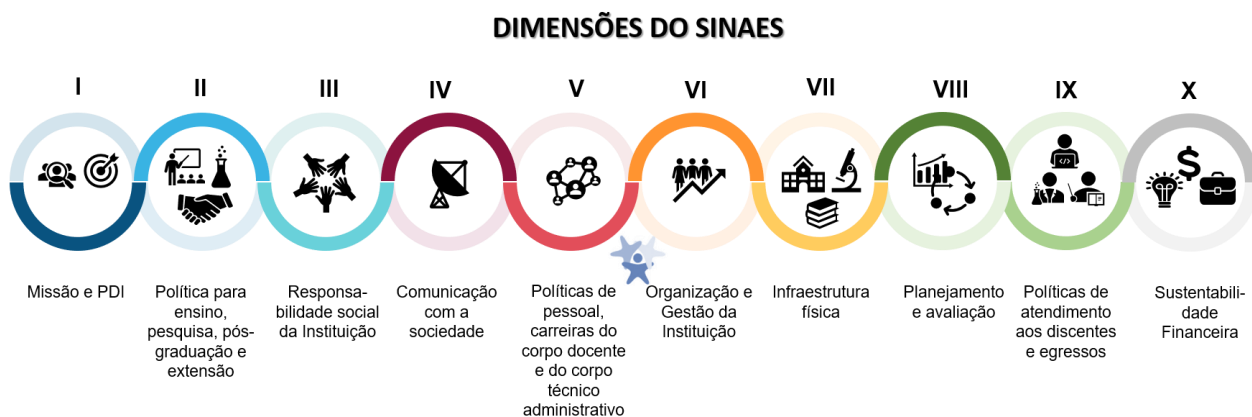 DIMENSÕES DO SINAES
I
II
III
IV
V
VI
VII
VIII
IX
X
Missão e PDI
Política para
ensino,
pesquisa, pós-
graduação e
extensão
Responsa-
bilidade social
da Instituição
Comunicação
com a
sociedade
Políticas de
pessoal,
carreiras do
corpo docente
e do corpo
técnico
administrativo
Organização e
Gestão da
Instituição
Infraestrutura
física
Planejamento
e avaliação
Políticas de
atendimento
aos discentes
e egressos
Sustentabili-
dade
Financeira